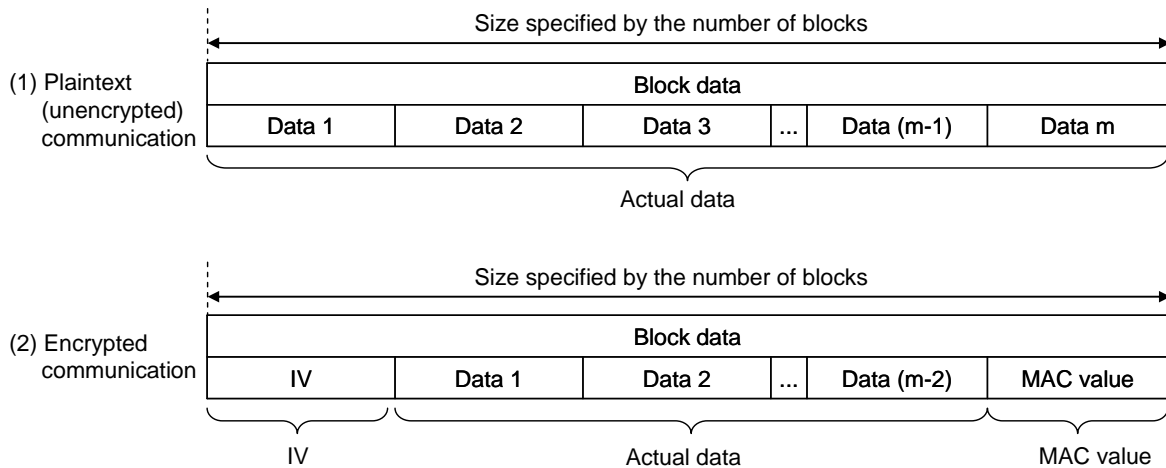 Size specified by the number of blocks
(1) Plaintext
(unencrypted)
communication
Block data
Data 1 Data 2 Data 3 ... Data (m-1) Data m
Actual data
Size specified by the number of blocks
(2) Encrypted
communication
Block data
IV Data 1 Data 2 ... Data (m-2) MAC value
IV Actual data MAC value